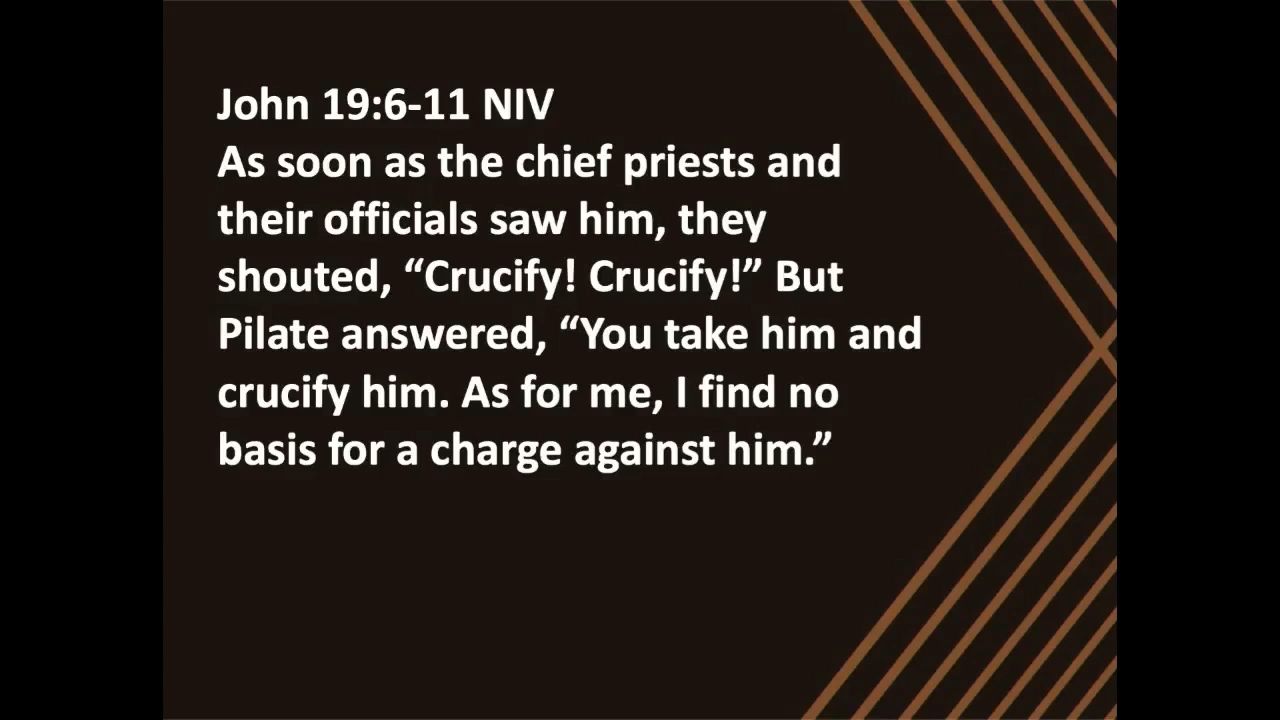 John 19:6-11 NIV
As soon as the chief priests and
their officials saw him, they
shouted, “Crucify! Crucify!” But
Pilate answered, “You take him and
crucify him. As for me, I find no
basis for a charge against him.”